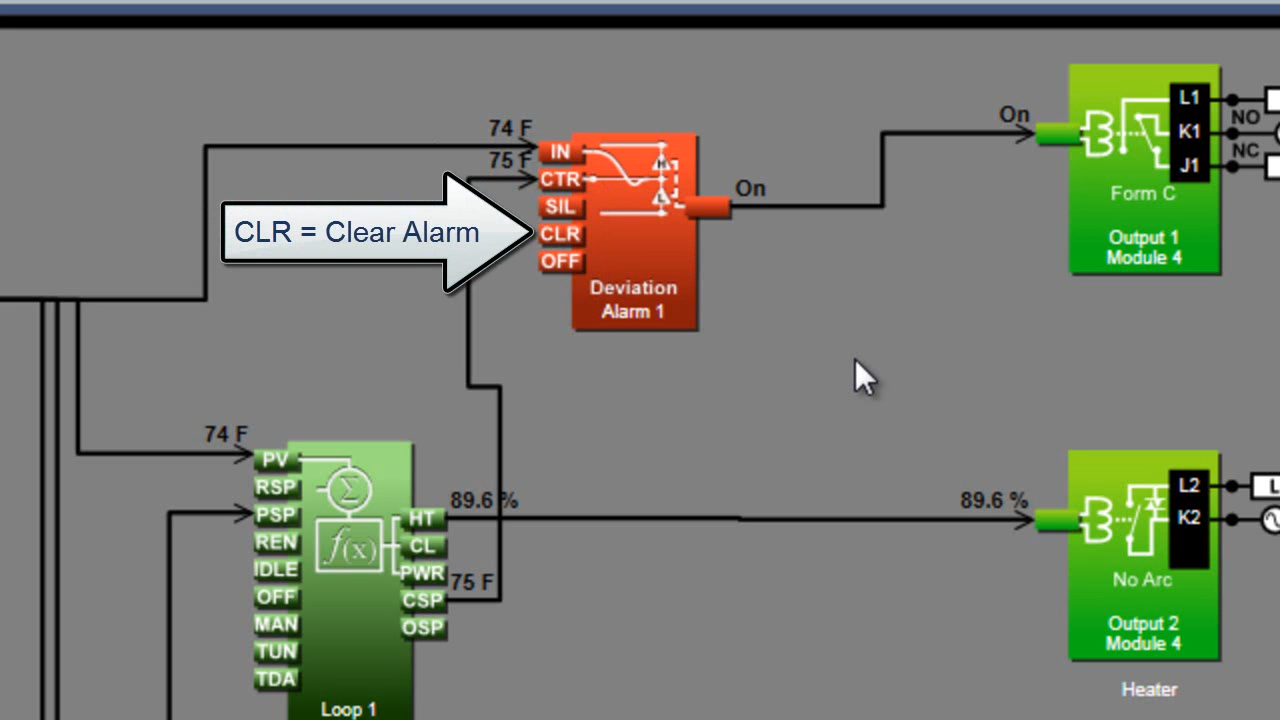 74 F
75 F
IN
CTR
SIL
CLR
OFF
H
L
Deviation
Alarm 1
On
CLR = Clear Alarm
On
L1
K1
J1
NO
NC
Form C
Output 1
Module 4
74 F
PV
RSP
PSP
REN
IDLE
OFF
MAN
TUN
TDA
Σ
f(x)
HT
CL
PWR
CSP
OSP
Loop 1
89.6 %
75 F
89.6 %
L2
K2
L
No Arc
Output 2
Module 4
Heater